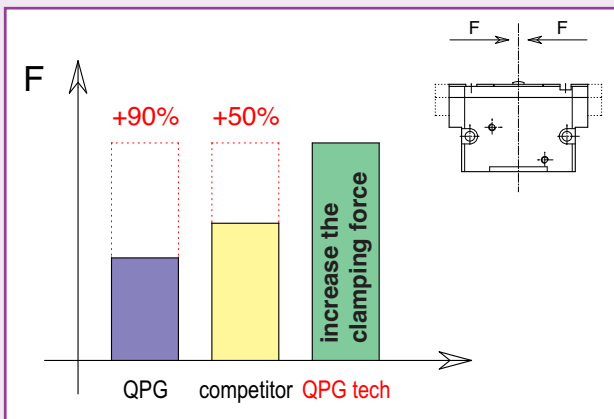 F F
F
+90% +50%
increase the
clamping force
QPG competitor QPG tech